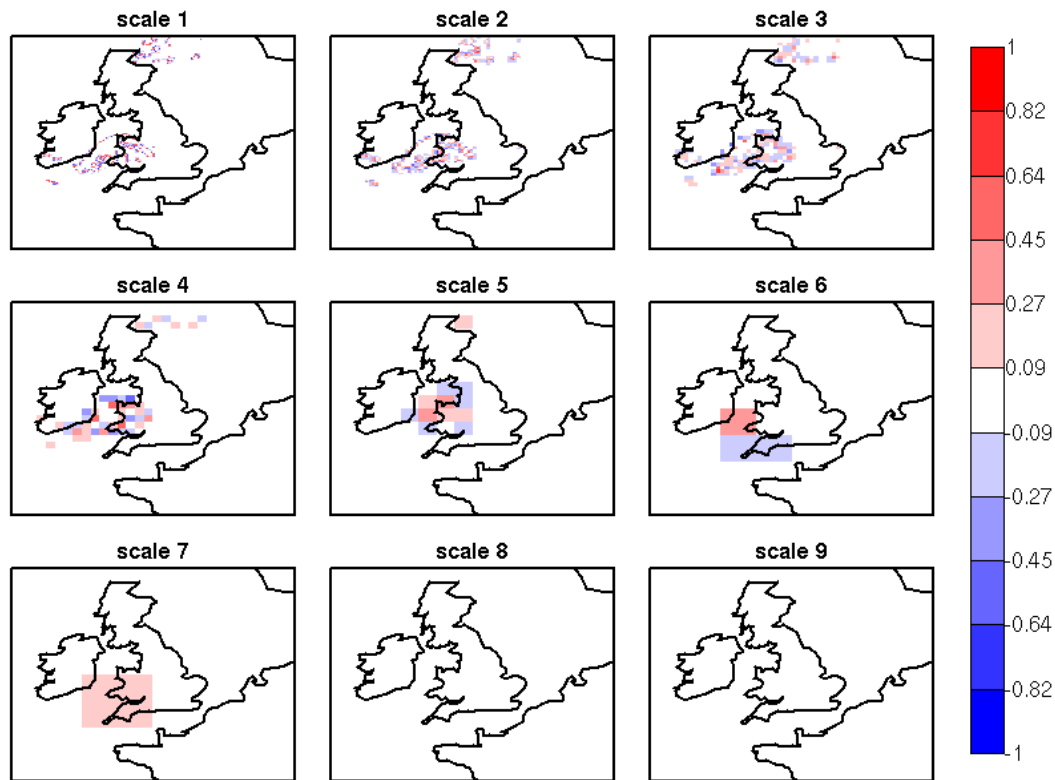 scale 1
scale 2
scale 3
scale 4
scale 5
scale 6
scale 7
scale 8
scale 9
1
0.82
0.64
0.45
0.27
0.09
-0.09
-0.27
-0.45
-0.64
-0.82
-1